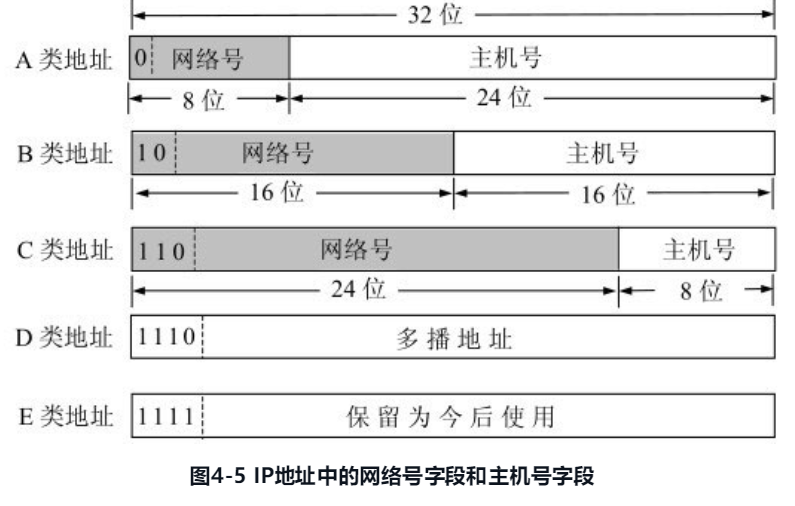 32 位
A 类地址 0 网络号 主机号
8 位 24 位
B 类地址 1 0 网络号 主机号
16 位 16 位
C 类地址 1 1 0 网络号 主机号
24 位 8 位
D 类地址 1 1 1 0 多播地址
E 类地址 1 1 1 1 保留为今后使用
图4-5 IP地址中的网络号字段和主机号字段